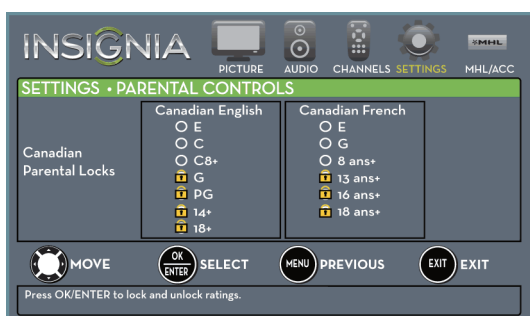 INSIGNIA
PICTURE AUDIO CHANNELS SETTINGS MHL MHL/ACC
SETTINGS • PARENTAL CONTROLS
Canadian Parental Locks
Canadian English
E
C
C8+
G
PG
14+
18+
Canadian French
E
G
8 ans+
13 ans+
16 ans+
18 ans+
MOVE OK ENTER SELECT MENU PREVIOUS EXIT EXIT
Press OK/ENTER to lock and unlock ratings.